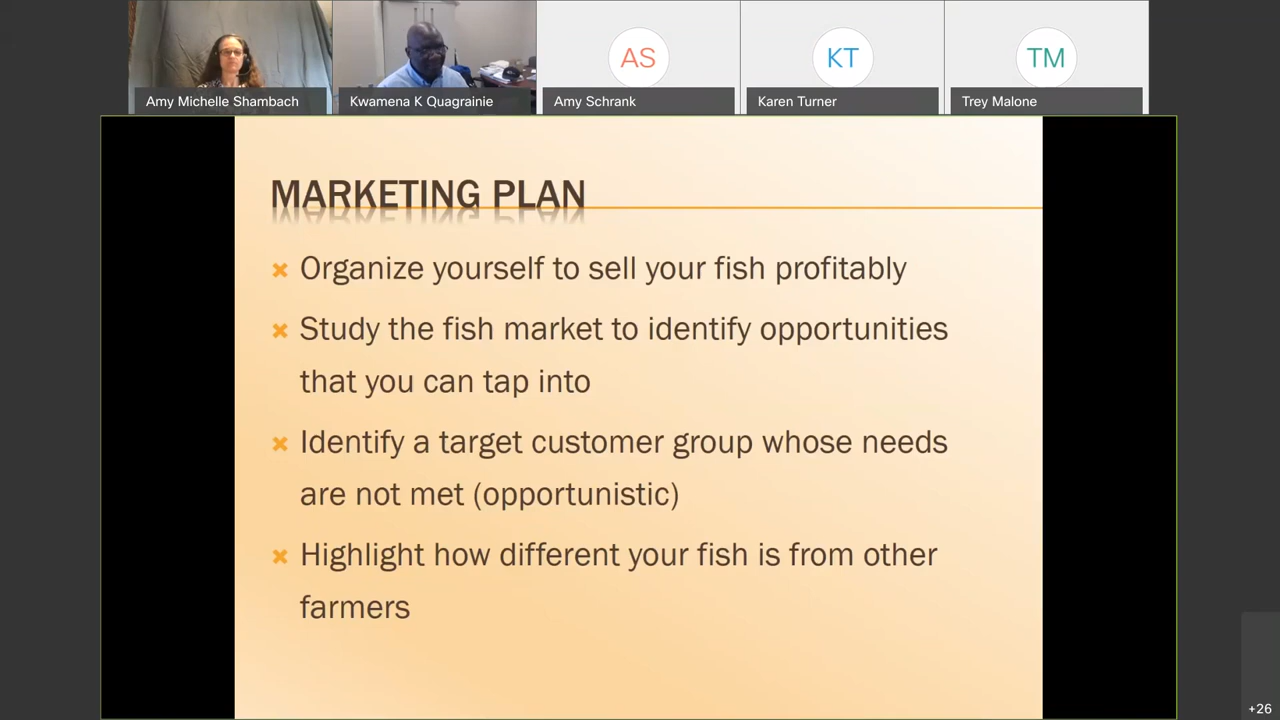 AS
KT
TM
Amy Michelle Shambach
Kwamena K Quagrainie
Amy Schrank
Karen Turner
Trey Malone
MARKETING PLAN
Organize yourself to sell your fish profitably
Study the fish market to identify opportunities
that you can tap into
Identify a target customer group whose needs
are not met (opportunistic)
Highlight how different your fish is from other
farmers
+26